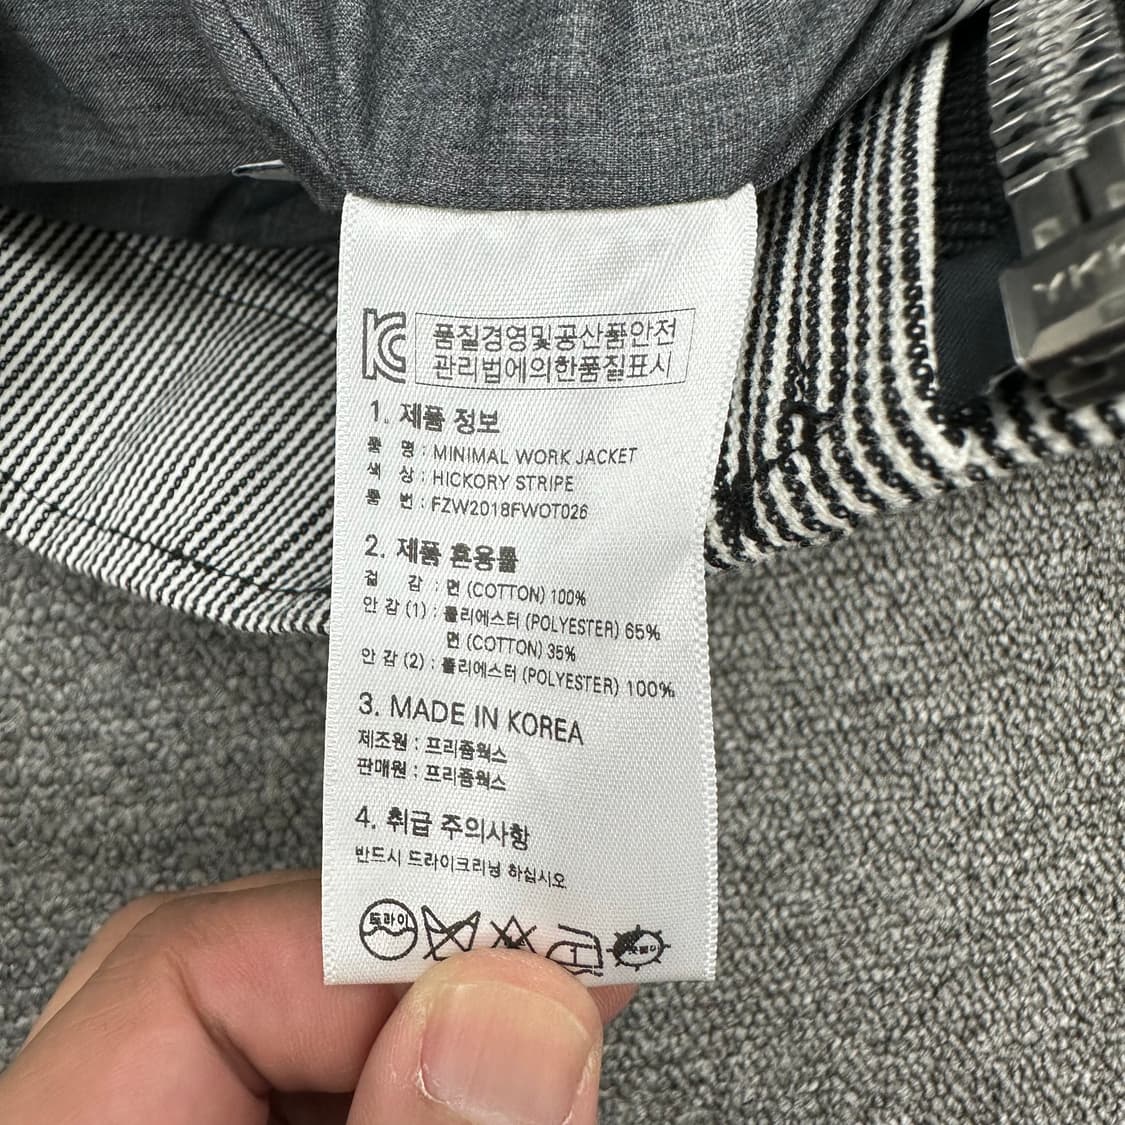 KC 품질경영및공산품안전
관리법에의한품질표시
1. 제품 정보
품 명 : MINIMAL WORK JACKET
색 상 : HICKORY STRIPE
품 번 : FZW2018FWOT026
2. 제품 혼용률
겉 감 : 면 (COTTON) 100%
안 감 (1) : 폴리에스터 (POLYESTER) 65%
면 (COTTON) 35%
안 감 (2) : 폴리에스터 (POLYESTER) 100%
3. MADE IN KOREA
제조원 : 프리즘웍스
판매원 : 프리즘웍스
4. 취급 주의사항
반드시 드라이크리닝 하십시오
드라이
YKK